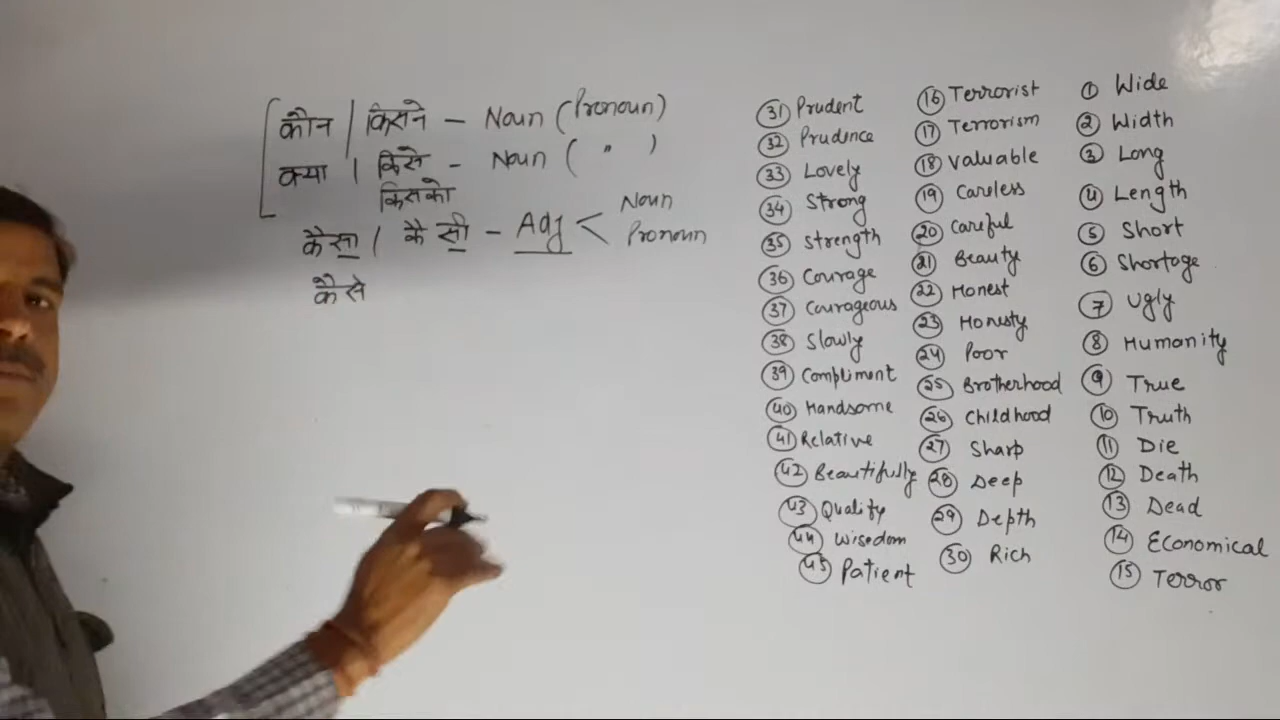 कौन | किसने – Noun (Pronoun)
क्या | किसे – Noun ( " )
किसको
कैसा | कैसी – Adj < Noun
Pronoun
कैसे
31 Prudent
32 Prudence
33 Lovely
34 Strong
35 Strength
36 Courage
37 Courageous
38 Slowly
39 Compliment
40 Handsome
41 Relative
42 Beautifully
43 Quality
44 Wisedom
45 Patient
16 Terrorist
17 Terrorism
18 Valuable
19 Careless
20 Careful
21 Beauty
22 Honest
23 Honesty
24 Poor
25 Brotherhood
26 Childhood
27 Sharp
28 Deep
29 Depth
30 Rich
1 Wide
2 Width
3 Long
4 Length
5 Short
6 Shortage
7 Ugly
8 Humanity
9 True
10 Truth
11 Die
12 Death
13 Dead
14 Economical
15 Terror